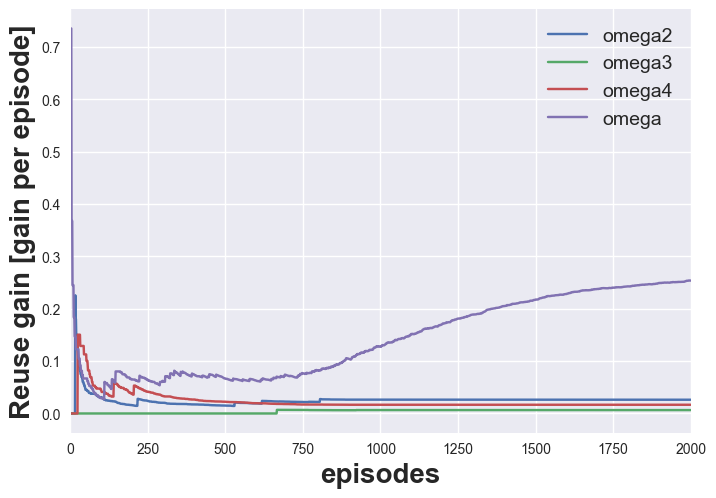 Reuse gain [gain per episode]
0.7
0.6
0.5
0.4
0.3
0.2
0.1
0.0
omega2
omega3
omega4
omega
0 250 500 750 1000 1250 1500 1750 2000
episodes